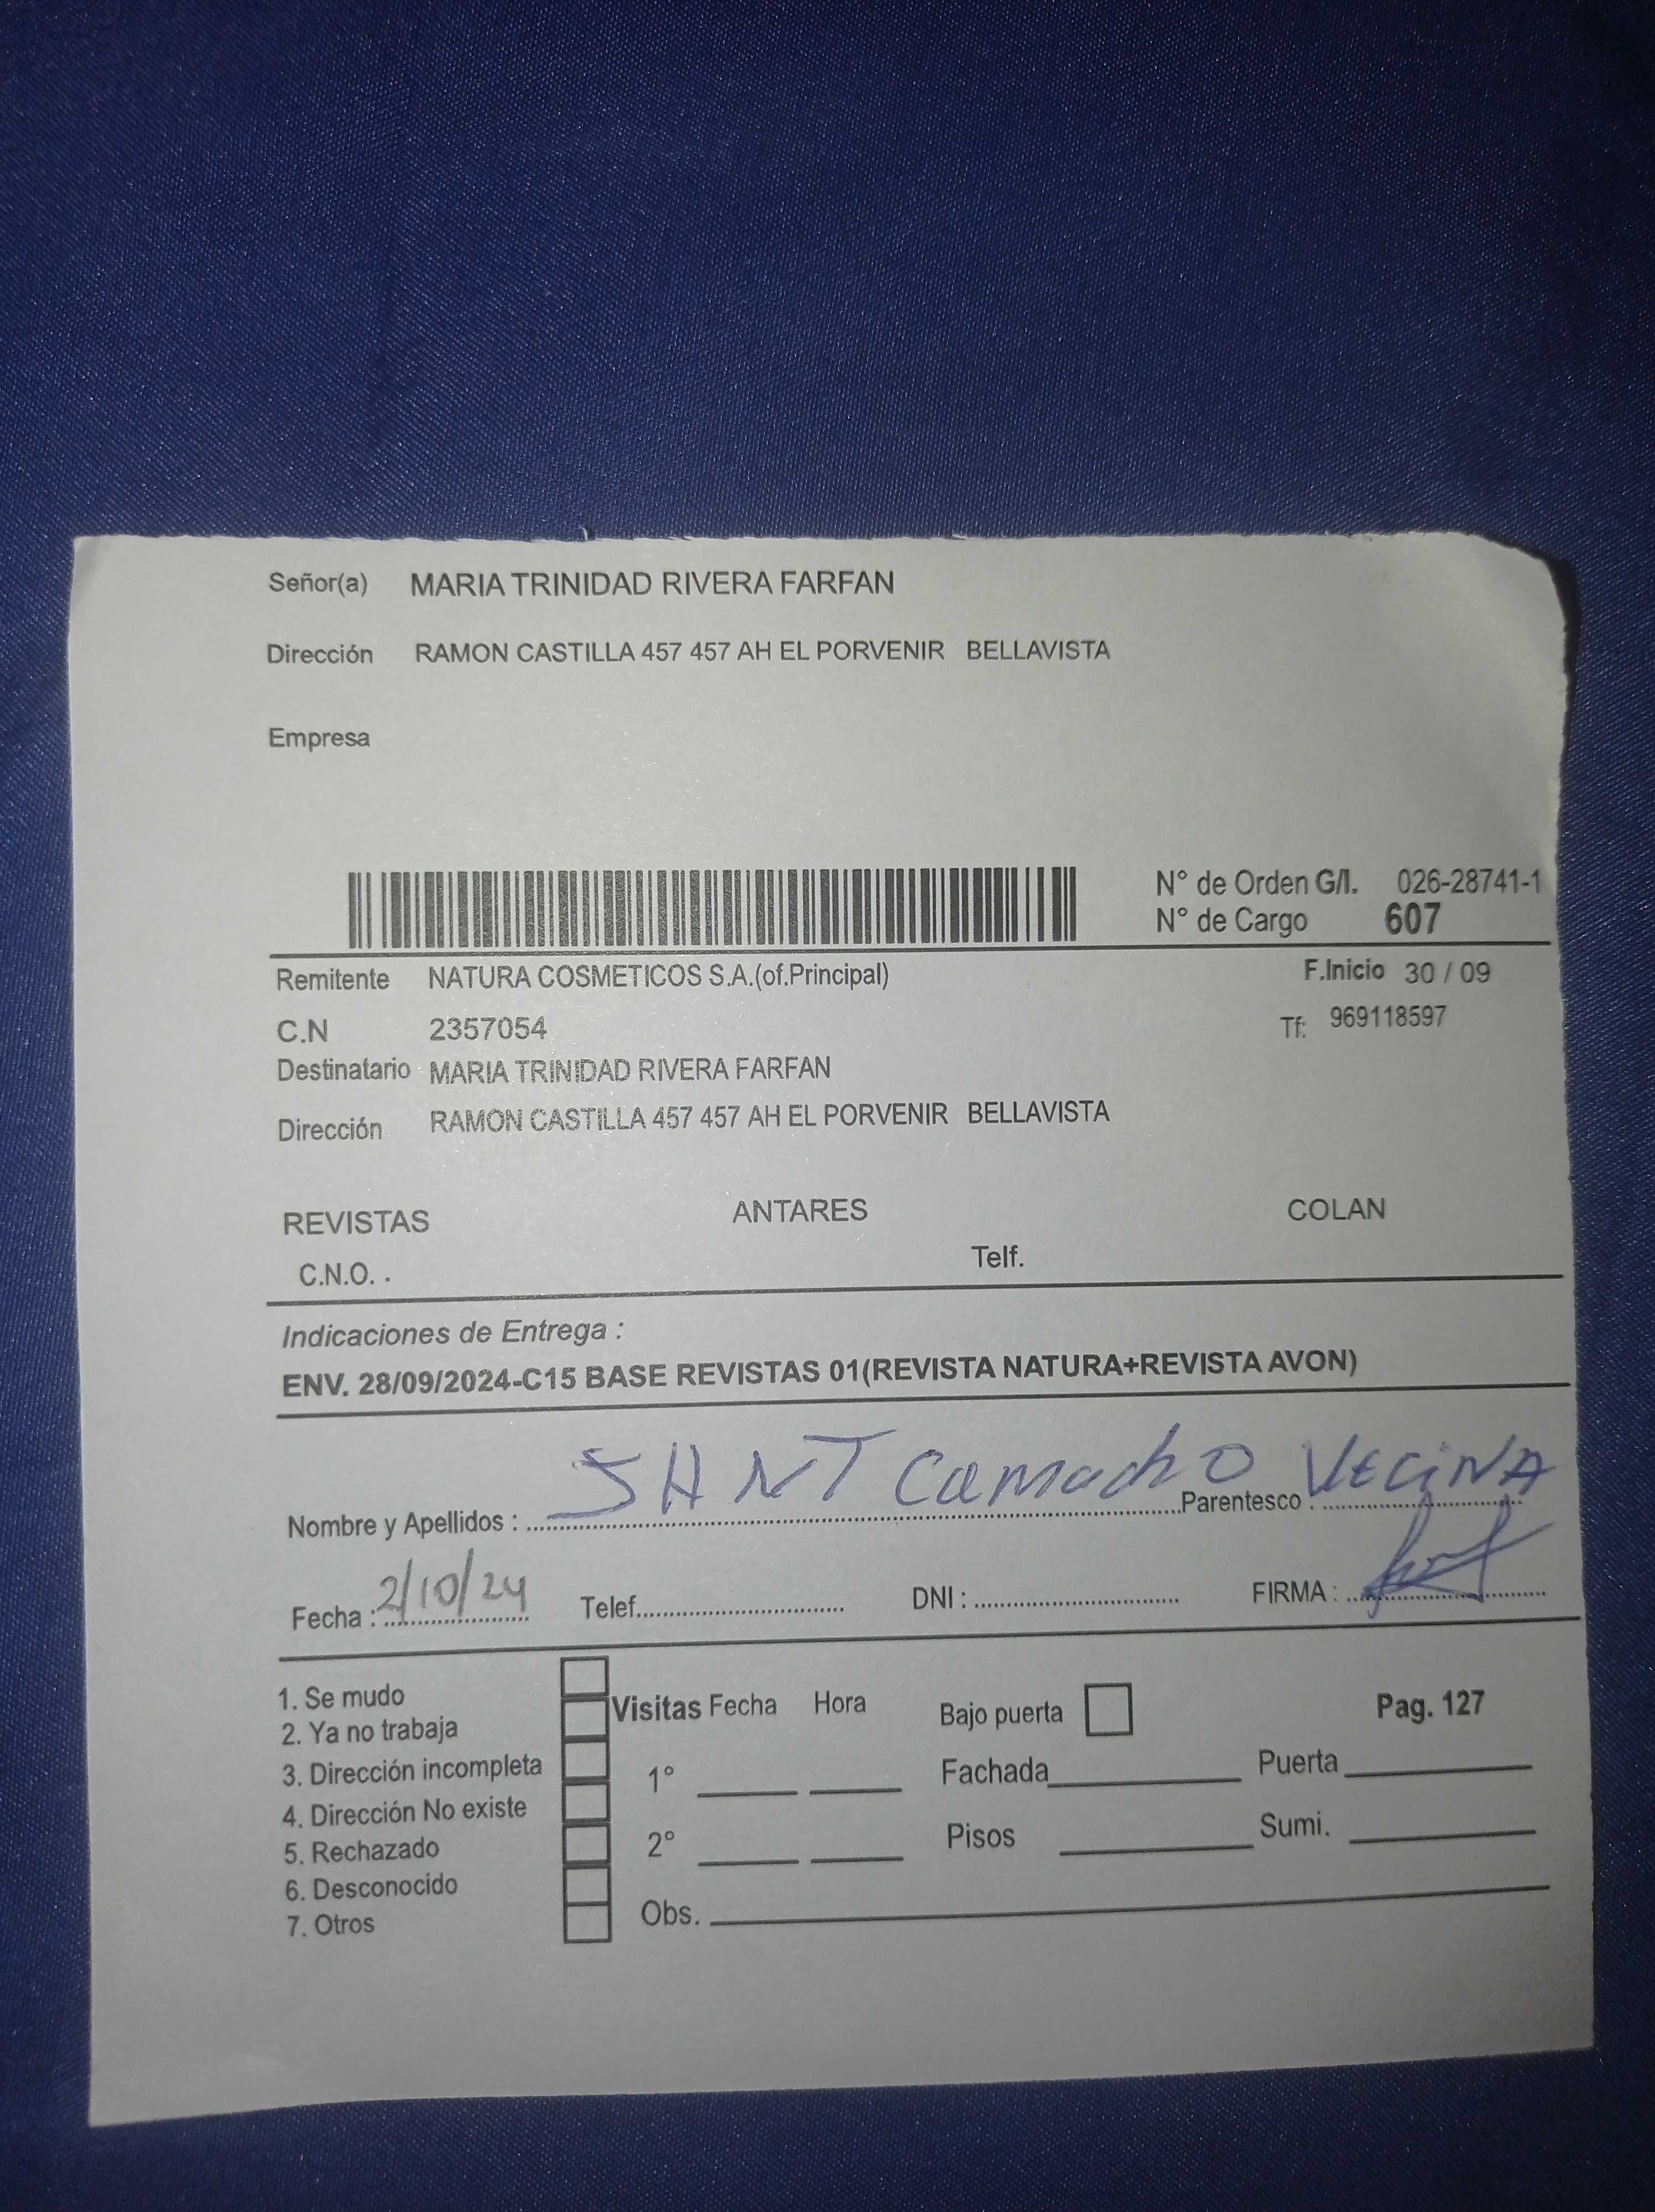 Señor(a) MARIA TRINIDAD RIVERA FARFAN
Dirección RAMON CASTILLA 457 457 AH EL PORVENIR BELLAVISTA
Empresa
N° de Orden G/I. 026-28741-1
N° de Cargo 607
Remitente NATURA COSMETICOS S.A.(of.Principal) F.Inicio 30 / 09
C.N 2357054 Tf: 969118597
Destinatario MARIA TRINIDAD RIVERA FARFAN
Dirección RAMON CASTILLA 457 457 AH EL PORVENIR BELLAVISTA
REVISTAS ANTARES COLAN
C.N.O. . Telf.
Indicaciones de Entrega :
ENV. 28/09/2024-C15 BASE REVISTAS 01(REVISTA NATURA+REVISTA AVON)
Nombre y Apellidos : Camacho Parentesco : VECiNA
Fecha : 2/10/24 Telef. DNI : FIRMA :
1. Se mudo
2. Ya no trabaja
3. Dirección incompleta
4. Dirección No existe
5. Rechazado
6. Desconocido
7. Otros
Visitas Fecha Hora
1°
2°
Obs.
Bajo puerta Pag. 127
Fachada Puerta
Pisos Sumi.